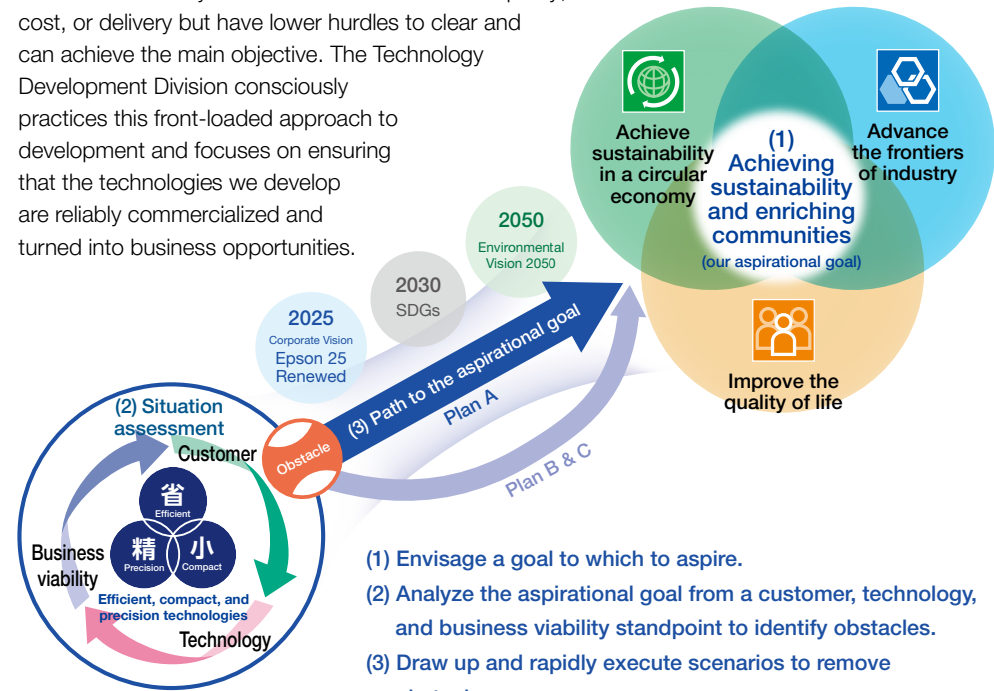 cost, or delivery but have lower hurdles to clear and
can achieve the main objective. The Technology
Development Division consciously
practices this front-loaded approach to
development and focuses on ensuring
that the technologies we develop
are reliably commercialized and
turned into business opportunities.
Achieve
sustainability
in a circular
economy
Advance
the frontiers
of industry
(1)
Achieving
sustainability
and enriching
communities
(our aspirational goal)
Improve the
quality of life
2050
Environmental
Vision 2050
2030
SDGs
2025
Corporate Vision
Epson 25
Renewed
(3) Path to the aspirational goal
Plan A
Plan B & C
Obstacle
(2) Situation
assessment
Customer
省
Efficient
精
Precision
小
Compact
Business
viability
Efficient, compact, and
precision technologies
Technology
(1) Envisage a goal to which to aspire.
(2) Analyze the aspirational goal from a customer, technology,
and business viability standpoint to identify obstacles.
(3) Draw up and rapidly execute scenarios to remove